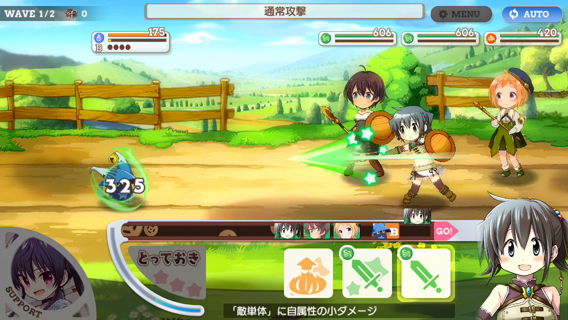 WAVE 1/2 0
通常攻撃
MENU
AUTO
175
B
606
606
420
325
B
GO!
とっておき
SUPPORT
「敵単体」に自属性の小ダメージ